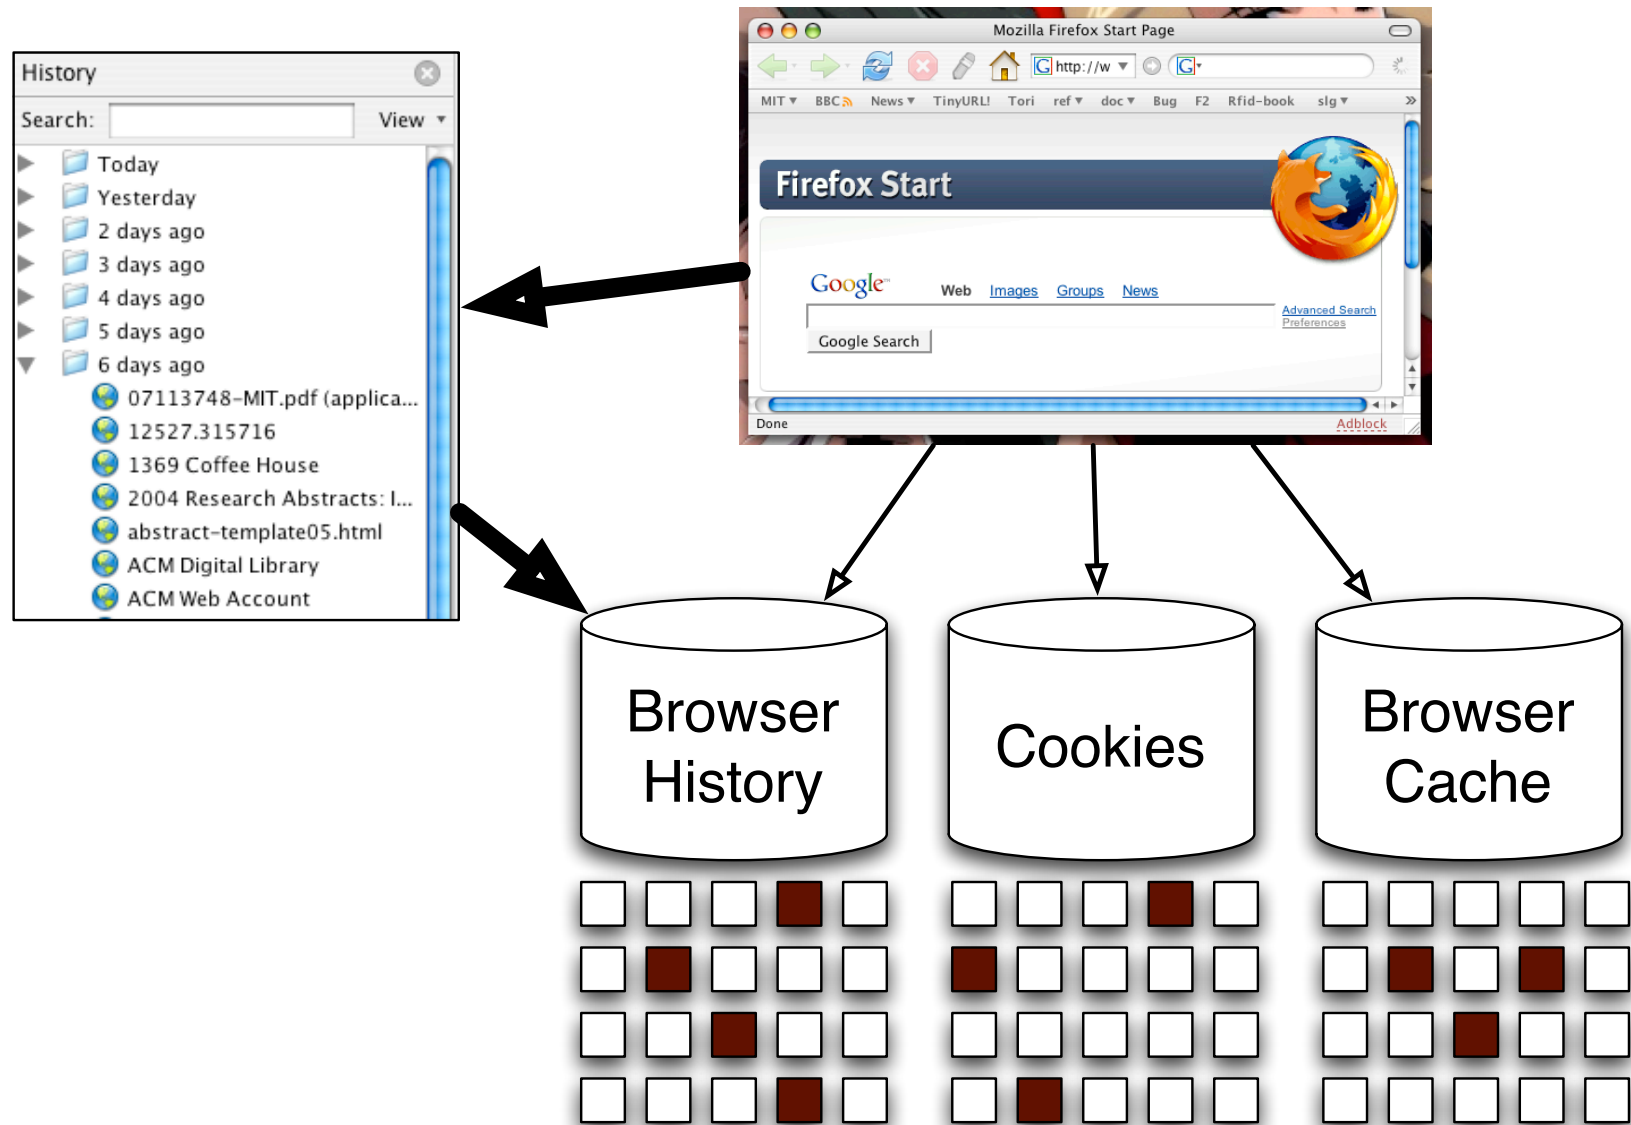 History
Search:
View
Today
Yesterday
2 days ago
3 days ago
4 days ago
5 days ago
6 days ago
07113748-MIT.pdf (applica...
12527.315716
1369 Coffee House
2004 Research Abstracts: I...
abstract-template05.html
ACM Digital Library
ACM Web Account
Mozilla Firefox Start Page
G http://w G
MIT BBC News TinyURL! Tori ref doc Bug F2 Rfid-book slg »
Firefox Start
Google™ Web Images Groups News
Advanced Search
Preferences
Google Search
Done Adblock
Browser
History
Cookies
Browser
Cache